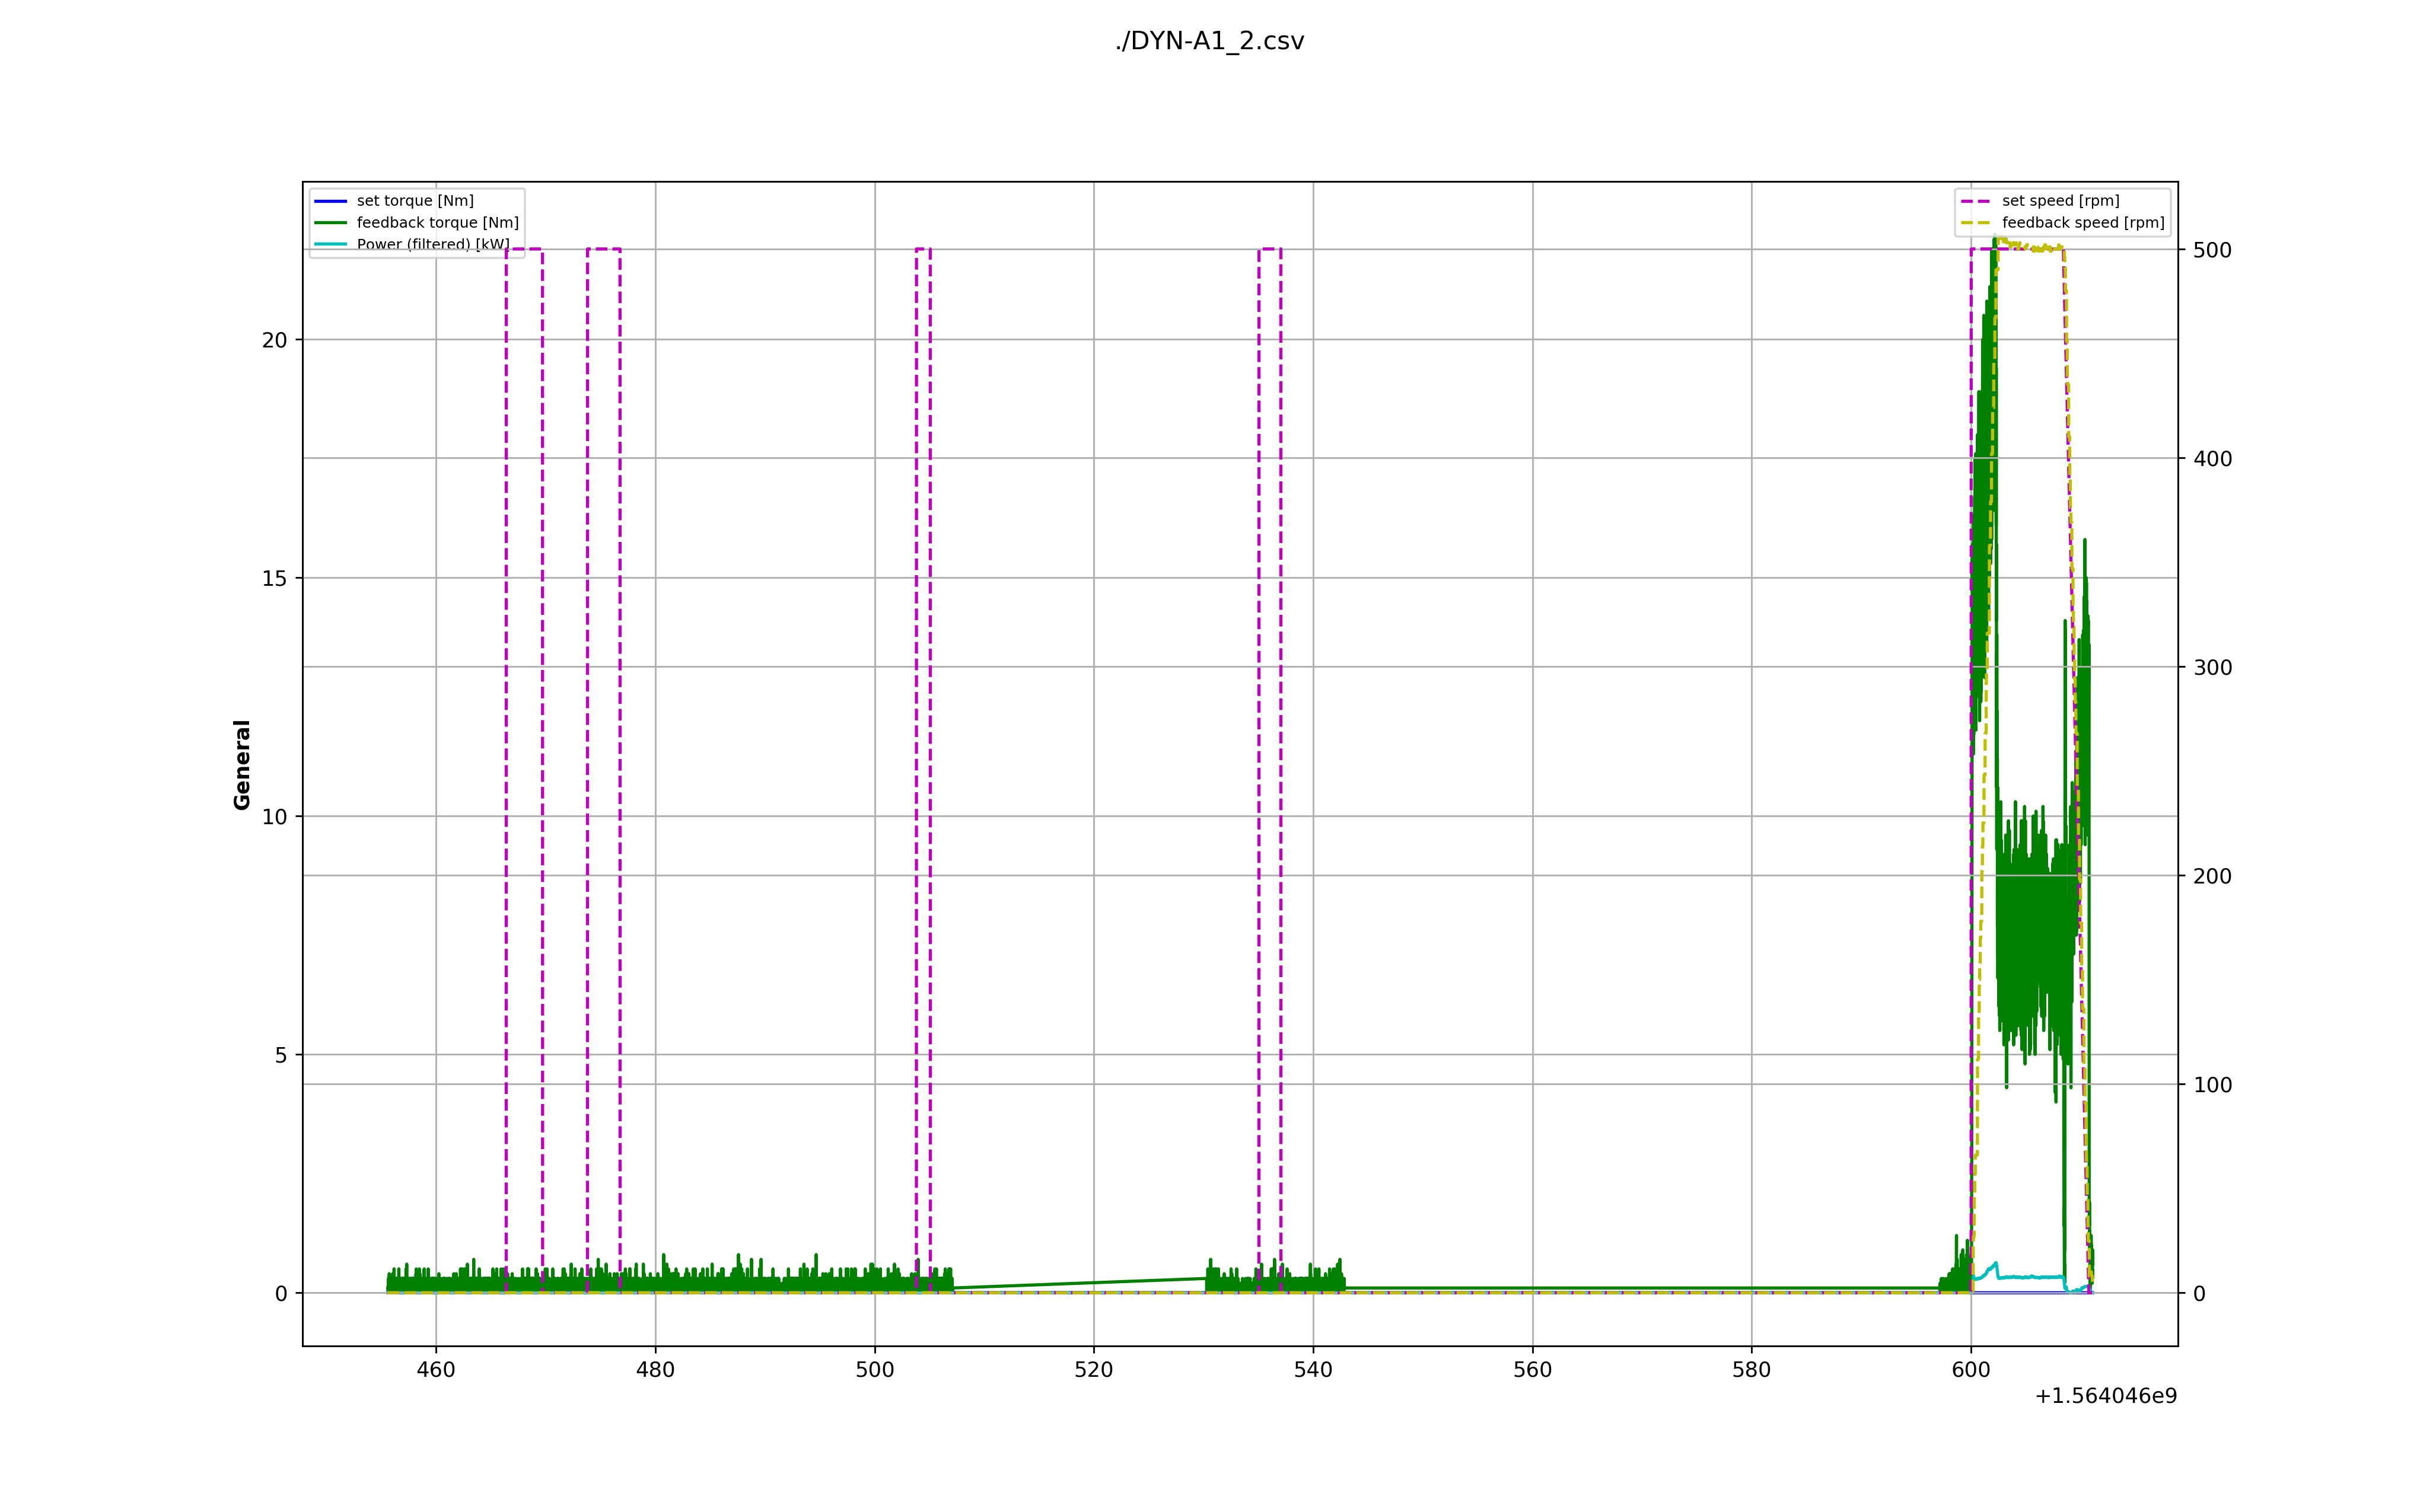 ./DYN-A1_2.csv
set torque [Nm]
feedback torque [Nm]
Power (filtered) [kW]
set speed [rpm]
feedback speed [rpm]
General
20
15
10
5
0
500
400
300
200
100
0
460 480 500 520 540 560 580 600
+1.564046e9